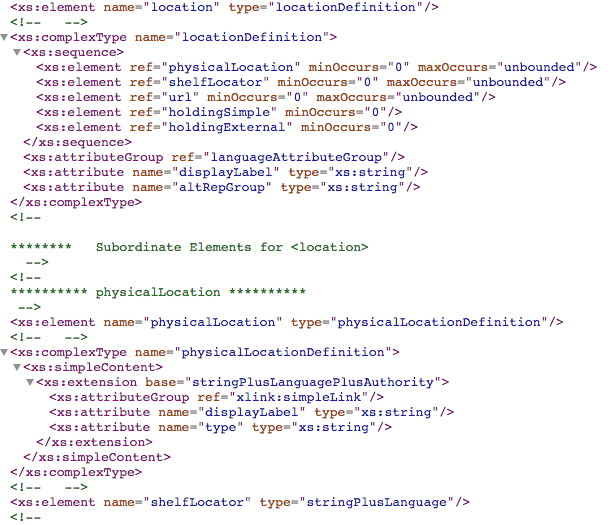 <xs:element name="location" type="locationDefinition"/>
<!--   -->
<xs:complexType name="locationDefinition">
<xs:sequence>
<xs:element ref="physicalLocation" minOccurs="0" maxOccurs="unbounded"/>
<xs:element ref="shelfLocator" minOccurs="0" maxOccurs="unbounded"/>
<xs:element ref="url" minOccurs="0" maxOccurs="unbounded"/>
<xs:element ref="holdingSimple" minOccurs="0"/>
<xs:element ref="holdingExternal" minOccurs="0"/>
</xs:sequence>
<xs:attributeGroup ref="languageAttributeGroup"/>
<xs:attribute name="displayLabel" type="xs:string"/>
<xs:attribute name="altRepGroup" type="xs:string"/>
</xs:complexType>
<!--
********   Subordinate Elements for <location>
-->
<!--
********** physicalLocation **********
-->
<xs:element name="physicalLocation" type="physicalLocationDefinition"/>
<!--   -->
<xs:complexType name="physicalLocationDefinition">
<xs:simpleContent>
<xs:extension base="stringPlusLanguagePlusAuthority">
<xs:attributeGroup ref="xlink:simpleLink"/>
<xs:attribute name="displayLabel" type="xs:string"/>
<xs:attribute name="type" type="xs:string"/>
</xs:extension>
</xs:simpleContent>
</xs:complexType>
<!--   -->
<xs:element name="shelfLocator" type="stringPlusLanguage"/>
<!--